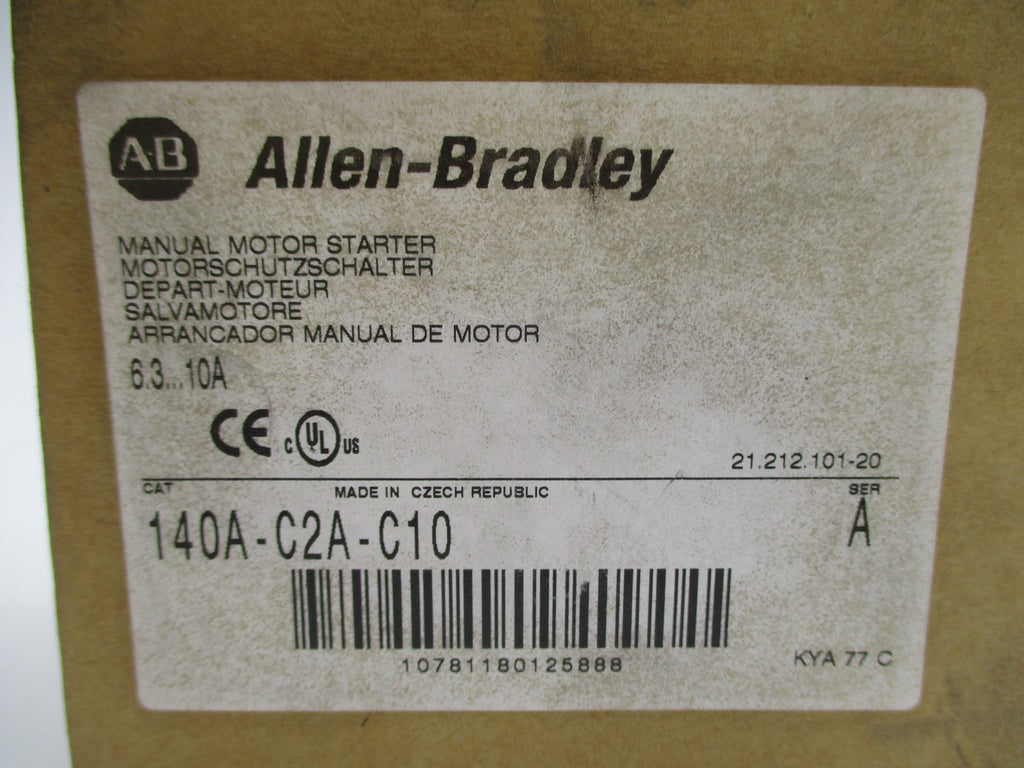 A-B Allen-Bradley
MANUAL MOTOR STARTER
MOTORSCHUTZSCHALTER
DEPART-MOTEUR
SALVAMOTORE
ARRANCADOR MANUAL DE MOTOR
6.3...10A
CE C UL US
21.212.101-20
CAT MADE IN CZECH REPUBLIC SER
140A-C2A-C10 A
10781180125888
KYA 77 C